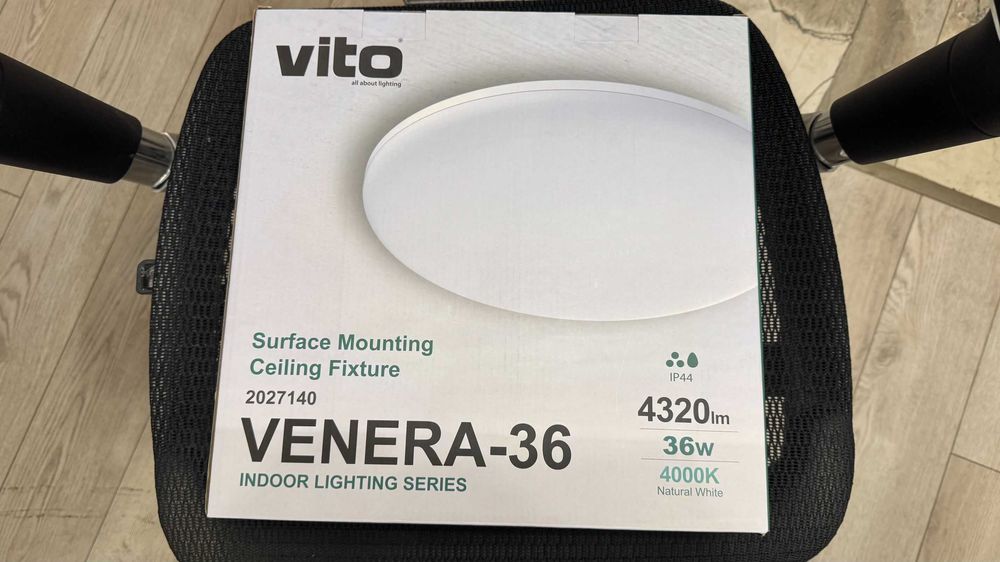 vito
all about lighting
Surface Mounting
Ceiling Fixture
2027140
VENERA-36
INDOOR LIGHTING SERIES
IP44
4320lm
36w
4000K
Natural White